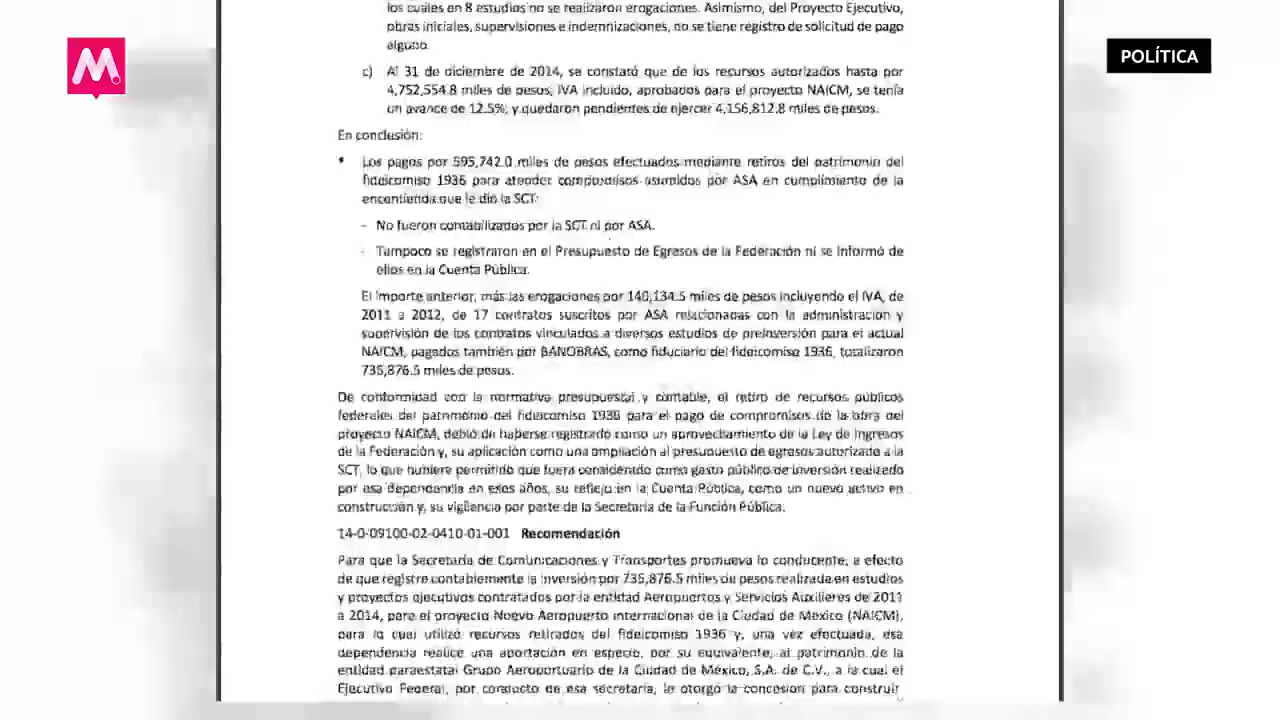 M.
POLÍTICA
los cuales en 8 estudios no se realizaron erogaciones. Asimismo, del Proyecto Ejecutivo,
obras iniciales, supervisiones e indemnizaciones, no se tiene registro de solicitud de pago
alguno.
c) Al 31 de diciembre de 2014, se constató que de los recursos autorizados hasta por
4,752,554.8 miles de pesos, IVA incluido, aprobados para el proyecto NAICM, se tenía
un avance de 12.5%, y quedaron pendientes de ejercer 4,156,812.8 miles de pesos.
En conclusión:
* Los pagos por 595,742.0 miles de pesos efectuados mediante retiros del patrimonio del
fideicomiso 1936 para atender compromisos asumidos por ASA en cumplimiento de la
encomienda que le dio la SCT:
- No fueron contabilizados por la SCT ni por ASA.
- Tampoco se registraron en el Presupuesto de Egresos de la Federación ni se informó de
ellos en la Cuenta Pública.
El importe anterior, más las erogaciones por 140,134.5 miles de pesos incluyendo el IVA, de
2011 a 2012, de 17 contratos suscritos por ASA relacionadas con la administración y
supervisión de los contratos vinculados a diversos estudios de preinversión para el actual
NAICM, pagados también por BANOBRAS, como fiduciario del fideicomiso 1936, totalizaron
735,876.5 miles de pesos.
De conformidad con la normativa presupuestal y contable, el retiro de recursos públicos
federales del patrimonio del fideicomiso 1936 para el pago de compromisos de la obra del
proyecto NAICM, debió de haberse registrado como un aprovechamiento de la Ley de Ingresos
de la Federación y, su aplicación como una ampliación al presupuesto de egresos autorizado a la
SCT, lo que hubiere permitido que fuera considerado como gasto público de inversión realizado
por esa dependencia en esos años, su reflejo en la Cuenta Pública, como un nuevo activo en
construcción y, su vigilancia por parte de la Secretaría de la Función Pública.
14-0-09100-02-0410-01-001 Recomendación
Para que la Secretaría de Comunicaciones y Transportes promueva lo conducente, a efecto
de que registre contablemente la inversión por 735,876.5 miles de pesos realizada en estudios
y proyectos ejecutivos contratados por la entidad Aeropuertos y Servicios Auxiliares de 2011
a 2014, para el proyecto Nuevo Aeropuerto Internacional de la Ciudad de México (NAICM),
para lo cual utilizó recursos retirados del fideicomiso 1936 y, una vez efectuada, esa
dependencia realice una aportación en especie, por su equivalente, al patrimonio de la
entidad paraestatal Grupo Aeroportuario de la Ciudad de México, S.A. de C.V., a la cual el
Ejecutivo Federal, por conducto de esa secretaría, le otorgó la concesión para construir,